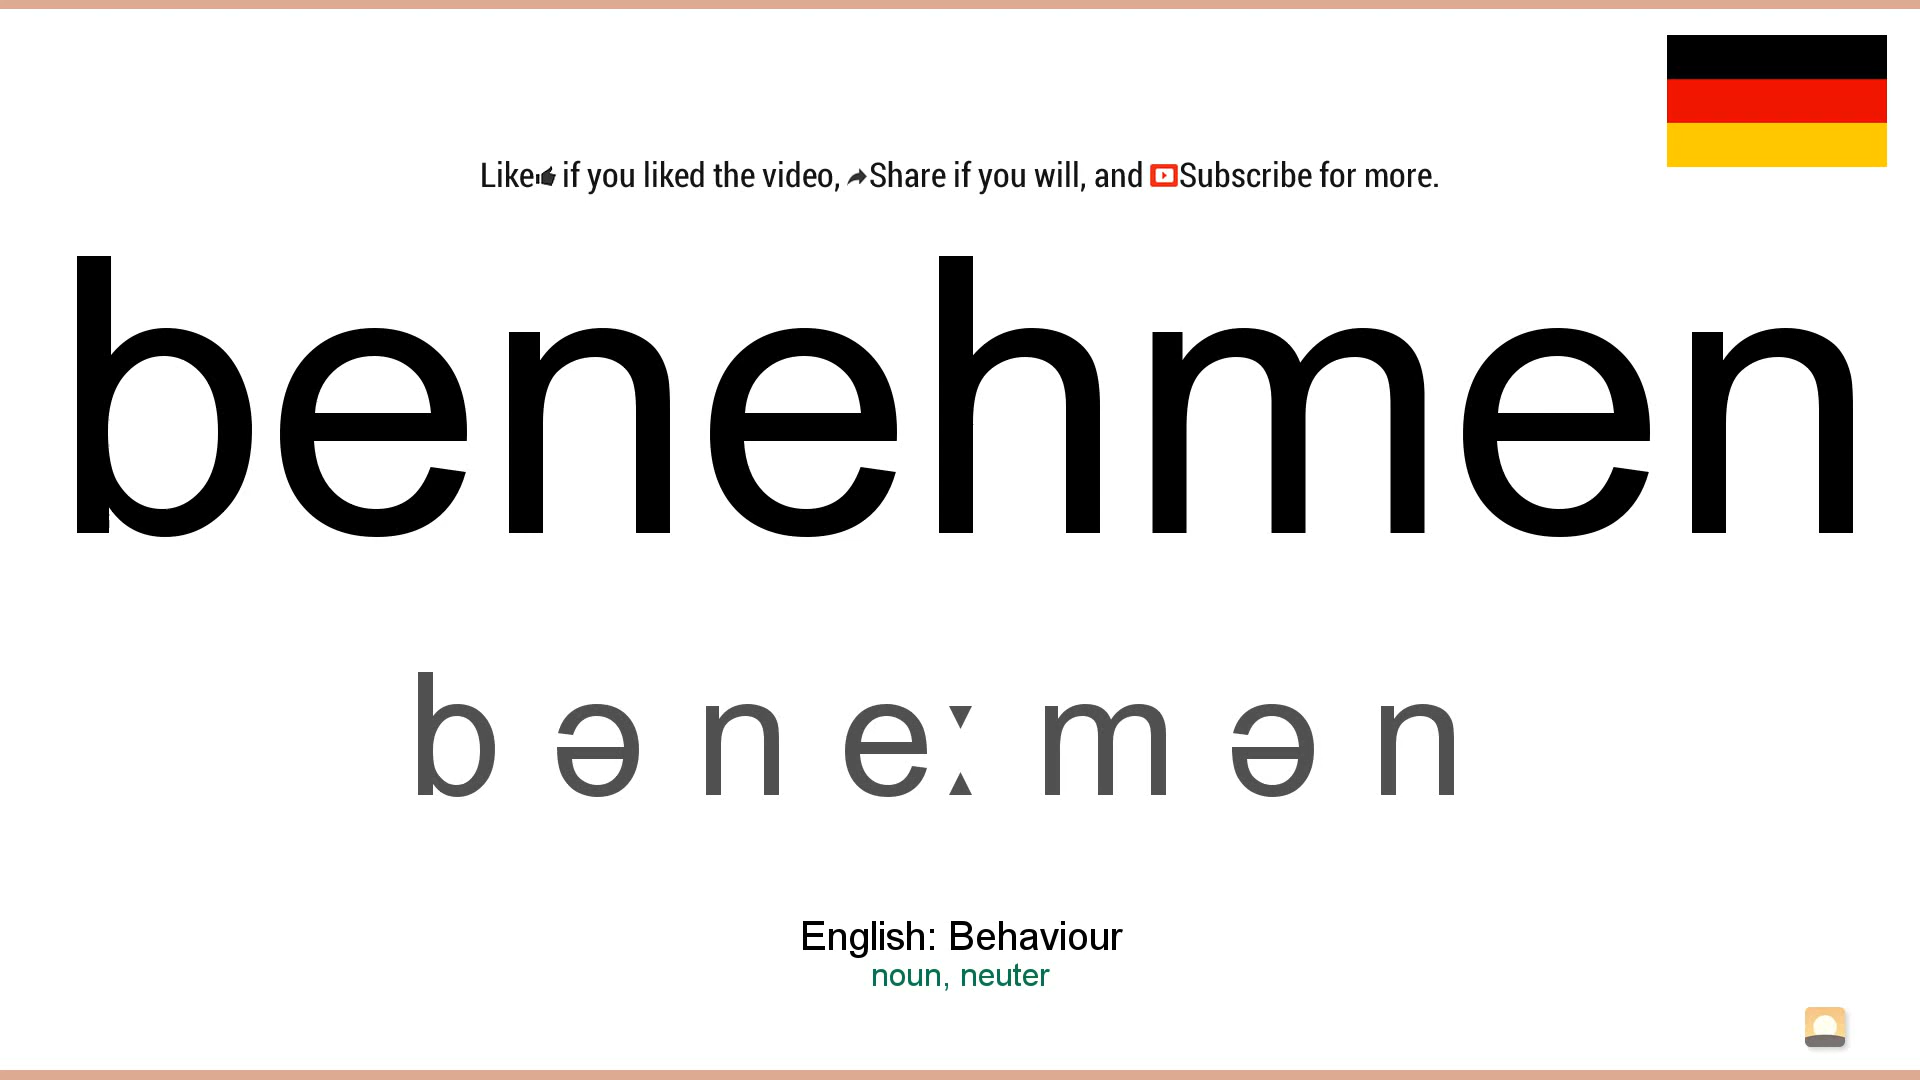 Like if you liked the video, Share if you will, and Subscribe for more.
benehmen
b ə n eː m ə n
English: Behaviour
noun, neuter